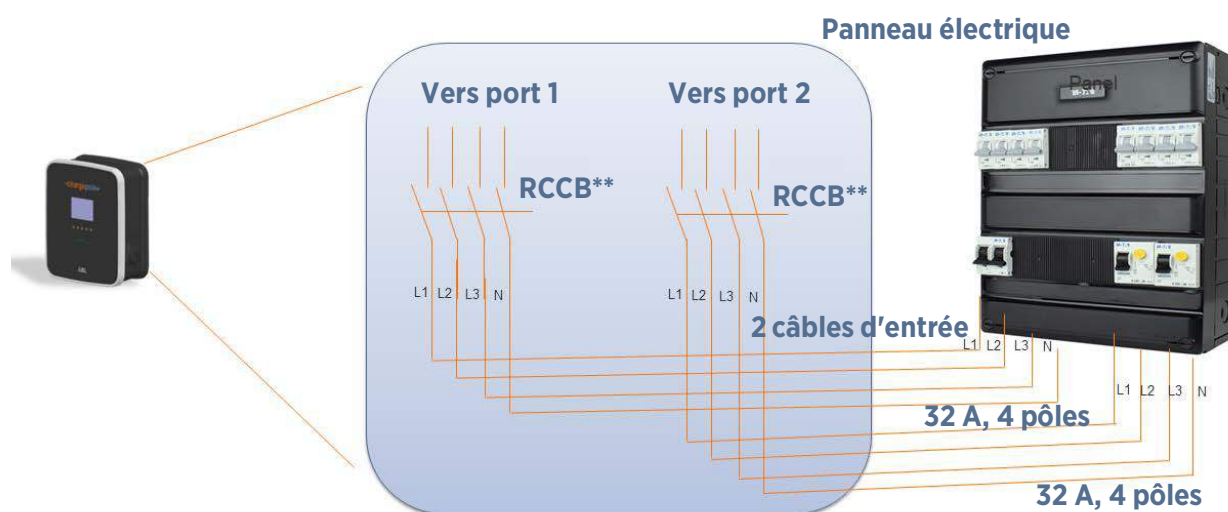 Panneau électrique
Panel
Vers port 1
Vers port 2
RCCB**
RCCB**
L1 L2 L3 N
L1 L2 L3 N
2 câbles d'entrée
L1 L2 L3 N
L1 L2 L3 N
32 A, 4 pôles
32 A, 4 pôles